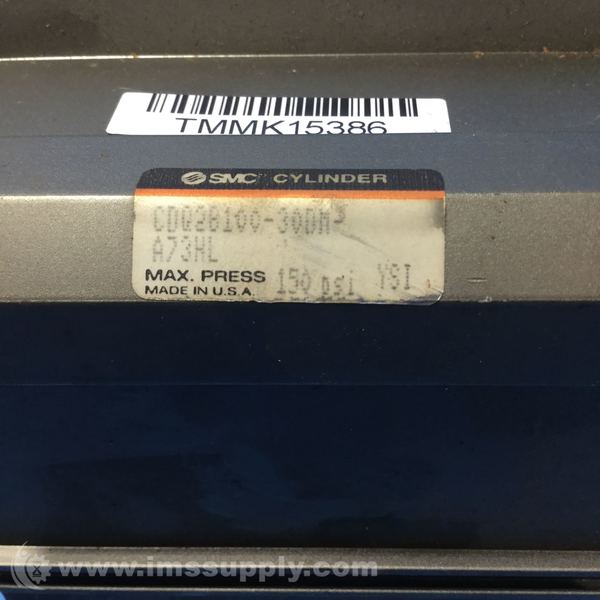 TMMK15386
SMC CYLINDER
CDQ2B100-30DM
A73HL
MAX. PRESS 150 psi YSI
MADE IN U.S.A.
© www.imssupply.com